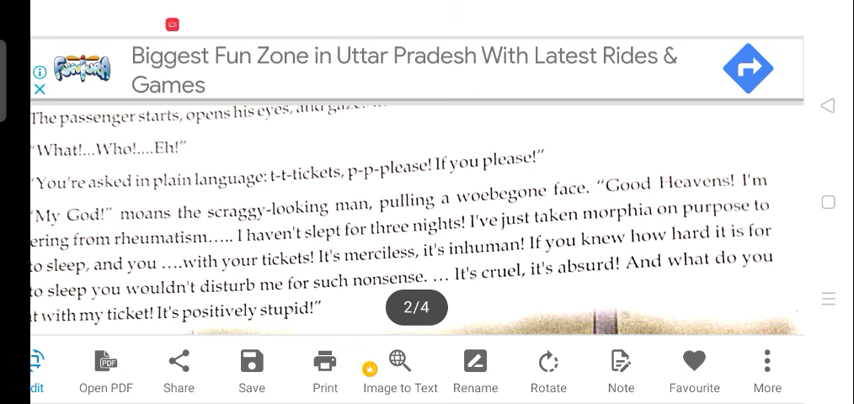 Biggest Fun Zone in Uttar Pradesh With Latest Rides &
Games
The passenger starts, opens his eyes, and
"What!...Who!....Eh!"
"You're asked in plain language: t-t-tickets, p-p-please! If you please!"
"My God!" moans the scraggy-looking man, pulling a woebegone face. "Good Heavens! I'm
ering from rheumatism..... I haven't slept for three nights! I've just taken morphia on purpose to
to sleep, and you ....with your tickets! It's merciless, it's inhuman! If you knew how hard it is for
to sleep you wouldn't disturb me for such nonsense. ... It's cruel, it's absurd! And what do you
t with my ticket! It's positively stupid!"
2/4
dit Open PDF Share Save Print Image to Text Rename Rotate Note Favourite More